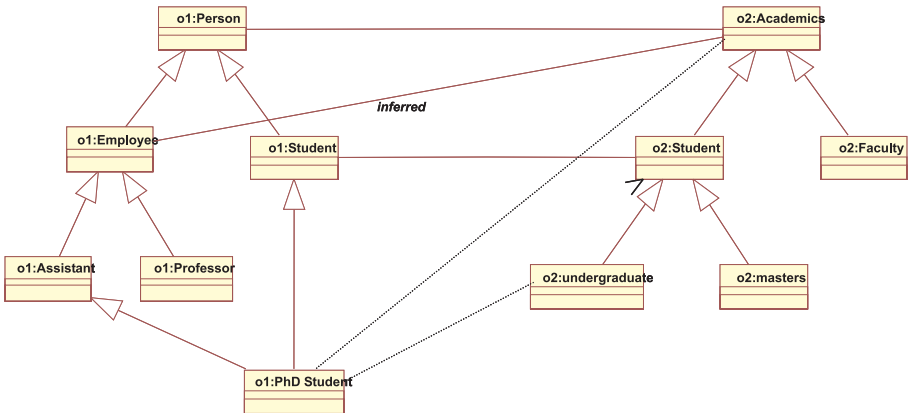 o1:Person
o2:Academics
inferred
o1:Employee
o1:Student
o2:Student
o2:Faculty
o1:Assistant
o1:Professor
o2:undergraduate
o2:masters
o1:PhD Student